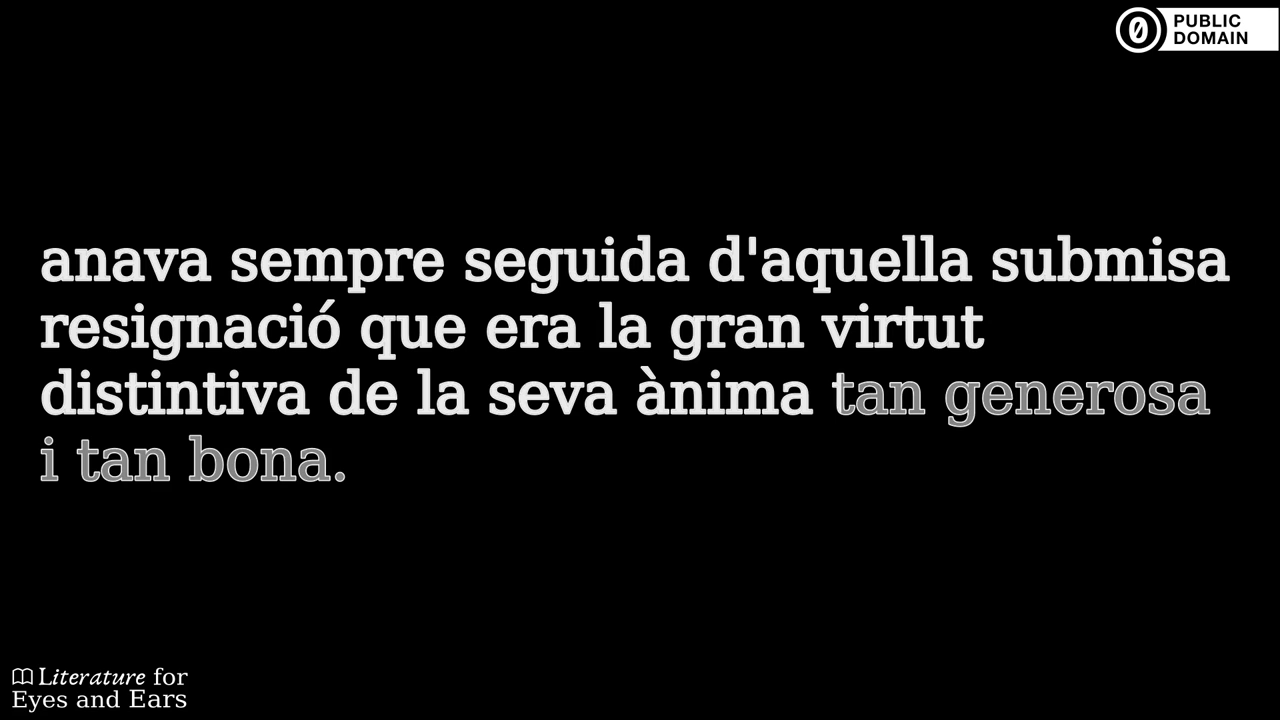 PUBLIC
DOMAIN
anava sempre seguida d'aquella submisa
resignació que era la gran virtut
distintiva de la seva ànima tan generosa
i tan bona.
Literature for
Eyes and Ears